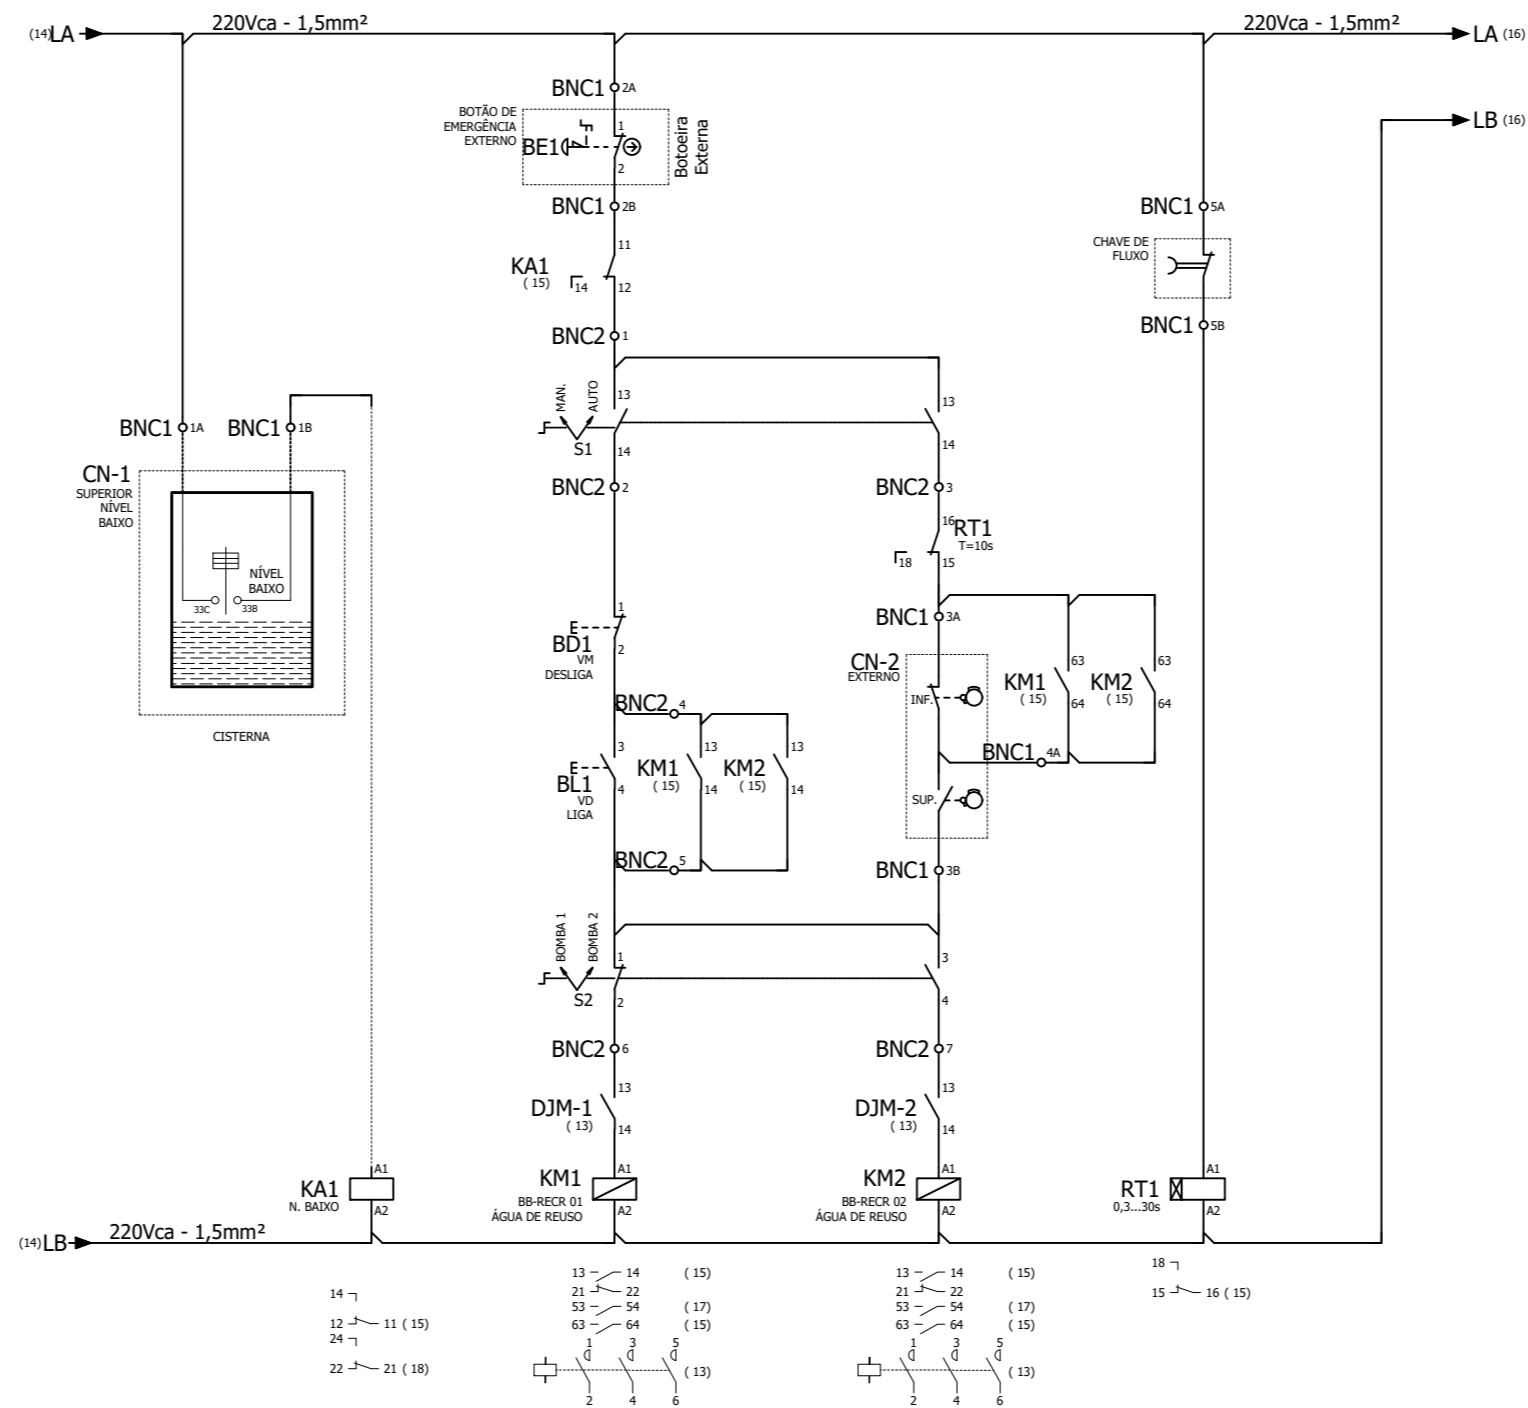 (14)LA
220Vca - 1,5mm²
220Vca - 1,5mm²
LA (16)
LB (16)
BNC1 2A
BOTÃO DE
EMERGÊNCIA
EXTERNO
BE1
1
2
Botoeira
Externa
BNC1 2B
KA1
( 15)
11
14
12
BNC2 1
BNC1 5A
CHAVE DE
FLUXO
BNC1 5B
MAN.
AUTO
S1
13
14
13
14
BNC1 1A
BNC1 1B
CN-1
SUPERIOR
NÍVEL
BAIXO
NÍVEL
BAIXO
33C
33B
CISTERNA
BNC2 2
BNC2 3
16
RT1
T=10s
18
15
1
BD1
2
VM
DESLIGA
BNC1 3A
CN-2
EXTERNO
INF.
KM1
( 15)
63
64
KM2
( 15)
63
64
BNC1 4A
SUP.
BNC2 4
3
BL1
4
VD
LIGA
KM1
( 15)
13
14
KM2
( 15)
13
14
BNC2 5
BNC1 3B
BOMBA 1
BOMBA 2
S2
1
2
3
4
BNC2 6
BNC2 7
DJM-1
( 13)
13
14
DJM-2
( 13)
13
14
KA1
N. BAIXO
A1
A2
KM1
BB-RECR 01
ÁGUA DE REUSO
A1
A2
KM2
BB-RECR 02
ÁGUA DE REUSO
A1
A2
RT1
0,3...30s
A1
A2
(14)LB
220Vca - 1,5mm²
14
12 11 ( 15)
24
22 21 ( 18)
13 14 ( 15)
21 22
53 54 ( 17)
63 64 ( 15)
1 3 5
( 13)
2 4 6
13 14 ( 15)
21 22
53 54 ( 17)
63 64 ( 15)
1 3 5
( 13)
2 4 6
18
15 16 ( 15)